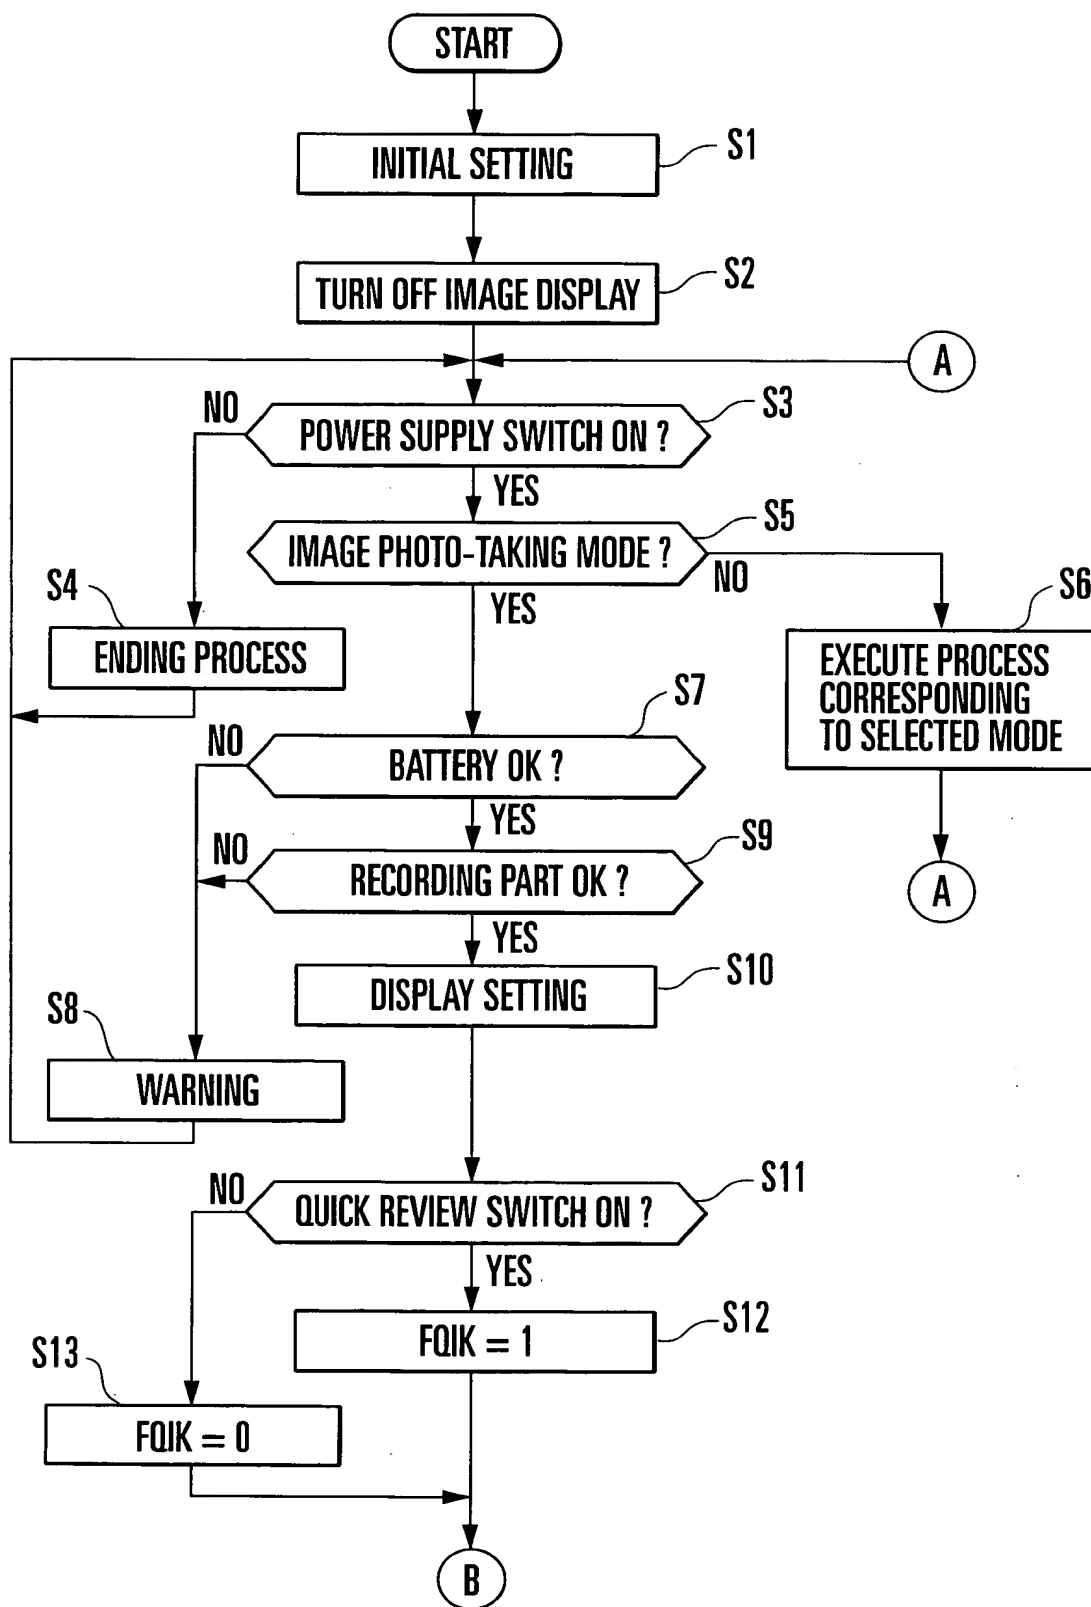 START
INITIAL SETTING
S1
TURN OFF IMAGE DISPLAY
S2
A
NO
POWER SUPPLY SWITCH ON ?
S3
YES
IMAGE PHOTO-TAKING MODE ?
S5
NO
YES
S4
ENDING PROCESS
S6
EXECUTE PROCESS
CORRESPONDING
TO SELECTED MODE
A
S7
NO
BATTERY OK ?
YES
S9
NO
RECORDING PART OK ?
YES
DISPLAY SETTING
S10
S8
WARNING
NO
QUICK REVIEW SWITCH ON ?
S11
YES
FQIK = 1
S12
S13
FQIK = 0
B